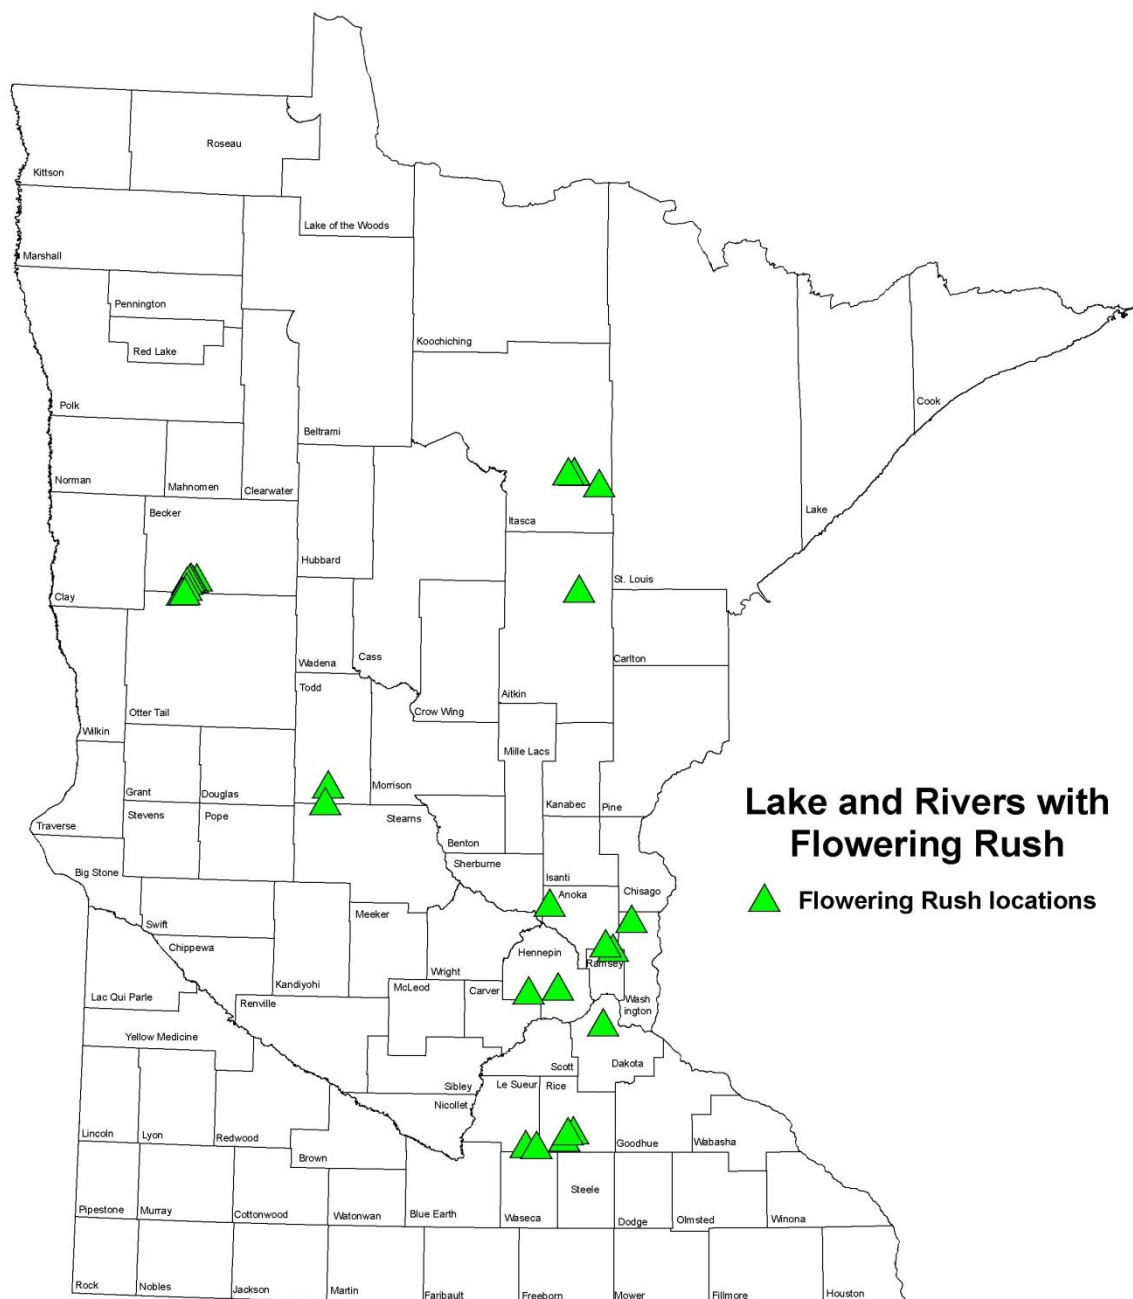 Roseau
Kittson
Lake of the Woods
Marshall
Pennington
Koochiching
Red Lake
Cook
Polk
Beltrami
Norman
Mahnomen
Clearwater
Becker
Lake
Itasca
Hubbard
St. Louis
Clay
Cass
Carlton
Wadena
Todd
Aitkin
Otter Tail
Crow Wing
Wilkin
Mille Lacs
Morrison
Grant
Douglas
Kanabec
Pine
Lake and Rivers with
Flowering Rush
Stevens
Pope
Stearns
Traverse
Benton
Sherburne
Big Stone
Isanti
Anoka
Chisago
Flowering Rush locations
Meeker
Swift
Chippewa
Hennepin
Ramsey
Wright
Kandiyohi
McLeod
Carver
Lac Qui Parle
Renville
Wash
ington
Yellow Medicine
Scott
Dakota
Sibley
Le Sueur
Rice
Nicollet
Lincoln
Lyon
Redwood
Goodhue
Wabasha
Brown
Steele
Pipestone
Murray
Cottonwood
Watonwan
Blue Earth
Waseca
Dodge
Olmsted
Winona
Rock
Nobles
Jackson
Martin
Faribault
Freeborn
Mower
Fillmore
Houston